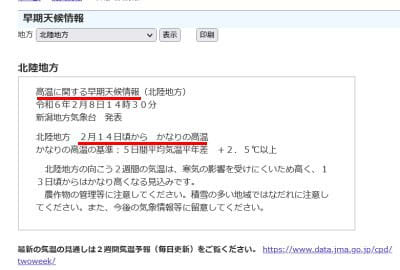 早期天候情報
地方 北陸地方 表示 印刷
北陸地方
高温に関する早期天候情報（北陸地方）
令和６年２月８日１４時３０分
新潟地方気象台　発表
北陸地方　２月１４日頃から　かなりの高温
かなりの高温の基準：５日間平均気温平年差　＋２．５℃以上
北陸地方の向こう２週間の気温は、寒気の影響を受けにくいため高く、１
３日頃からはかなり高くなる見込みです。
農作物の管理等に注意してください。積雪の多い地域ではなだれに注意し
てください。また、今後の気象情報等に留意してください。
最新の気温の見通しは２週間気温予報（毎日更新）をご覧ください。 https://www.data.jma.go.jp/cpd/
twoweek/